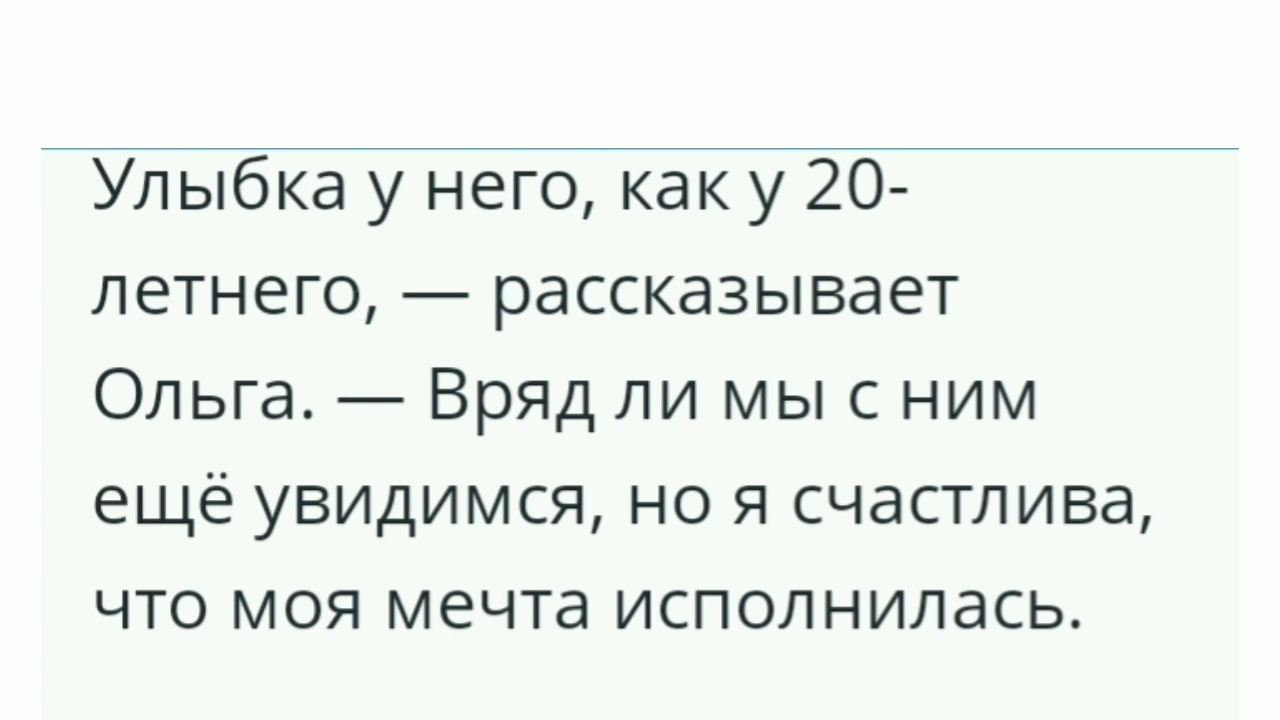 Улыбка у него, как у 20-
летнего, — рассказывает
Ольга. — Вряд ли мы с ним
ещё увидимся, но я счастлива,
что моя мечта исполнилась.